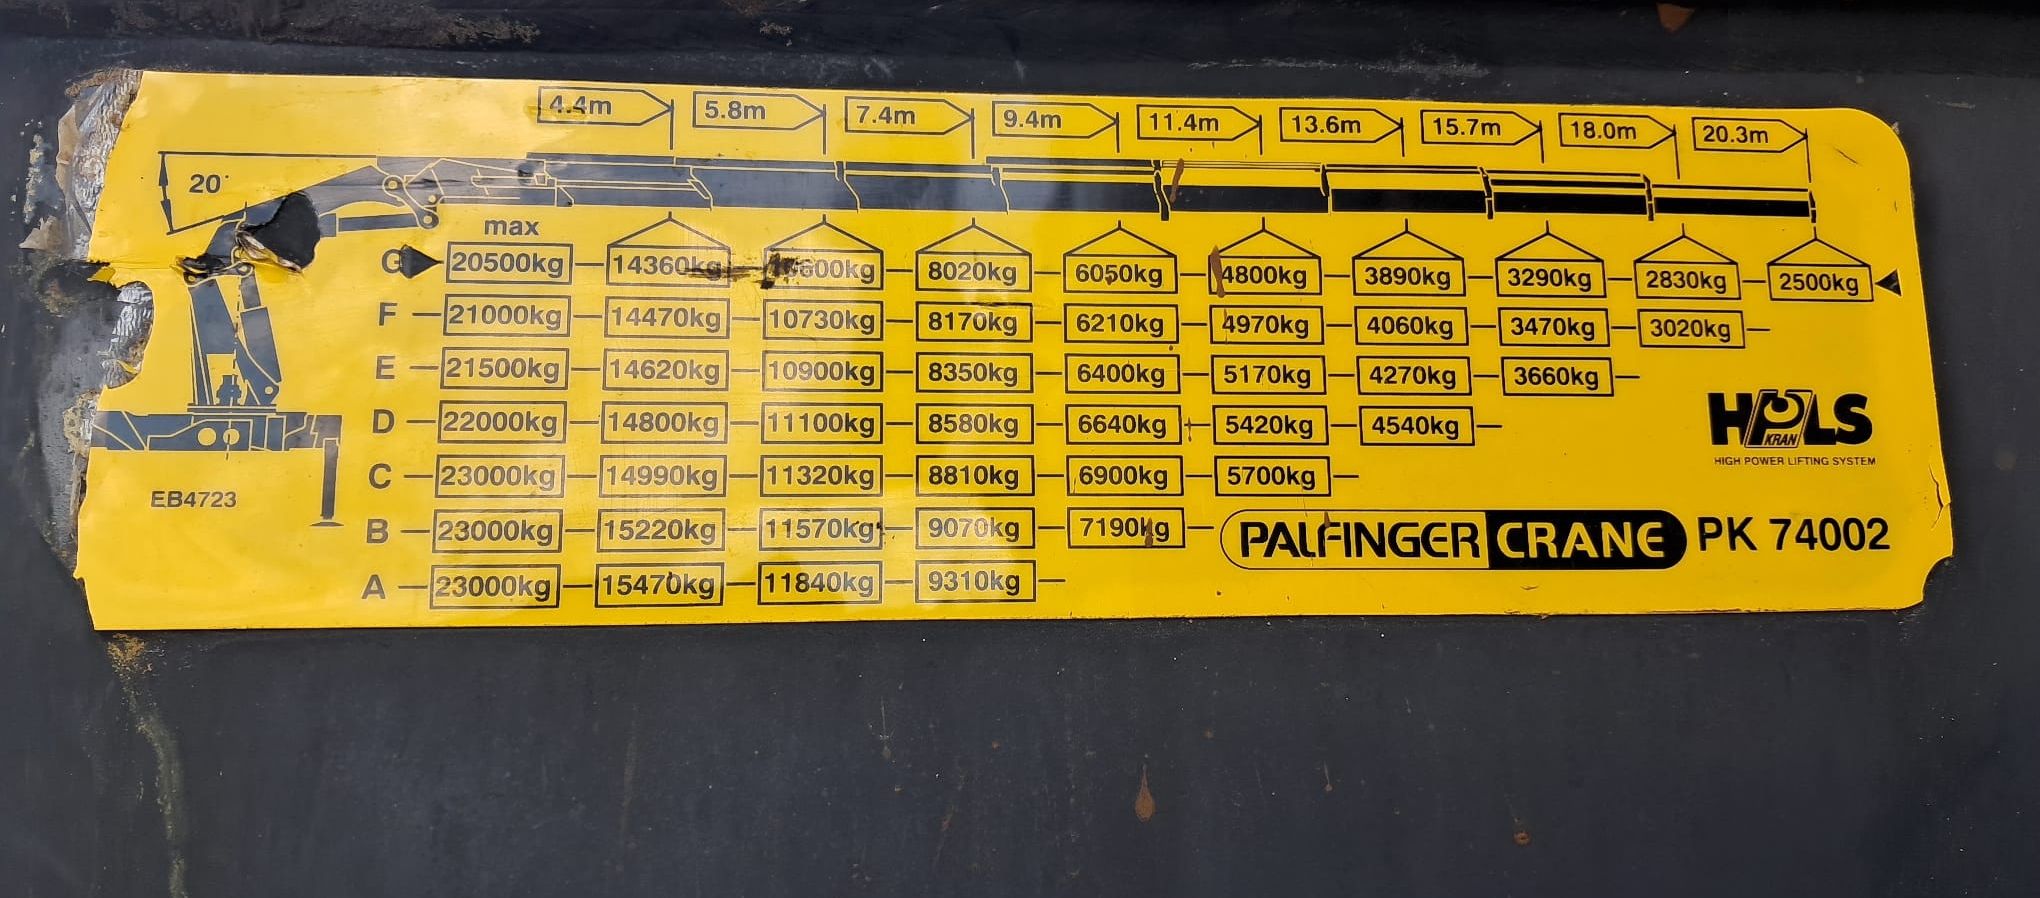 4.4m 5.8m 7.4m 9.4m 11.4m 13.6m 15.7m 18.0m 20.3m
20°
max
G 20500kg 14360kg 8020kg 6050kg 4800kg 3890kg 3290kg 2830kg 2500kg
F 21000kg 14470kg 10730kg 8170kg 6210kg 4970kg 4060kg 3470kg 3020kg
E 21500kg 14620kg 10900kg 8350kg 6400kg 5170kg 4270kg 3660kg
D 22000kg 14800kg 11100kg 8580kg 6640kg 5420kg 4540kg
HPLS
KRAN
HIGH POWER LIFTING SYSTEM
C 23000kg 14990kg 11320kg 8810kg 6900kg 5700kg
EB4723
B 23000kg 15220kg 11570kg 9070kg 7190kg
PALFINGER CRANE PK 74002
A 23000kg 15470kg 11840kg 9310kg